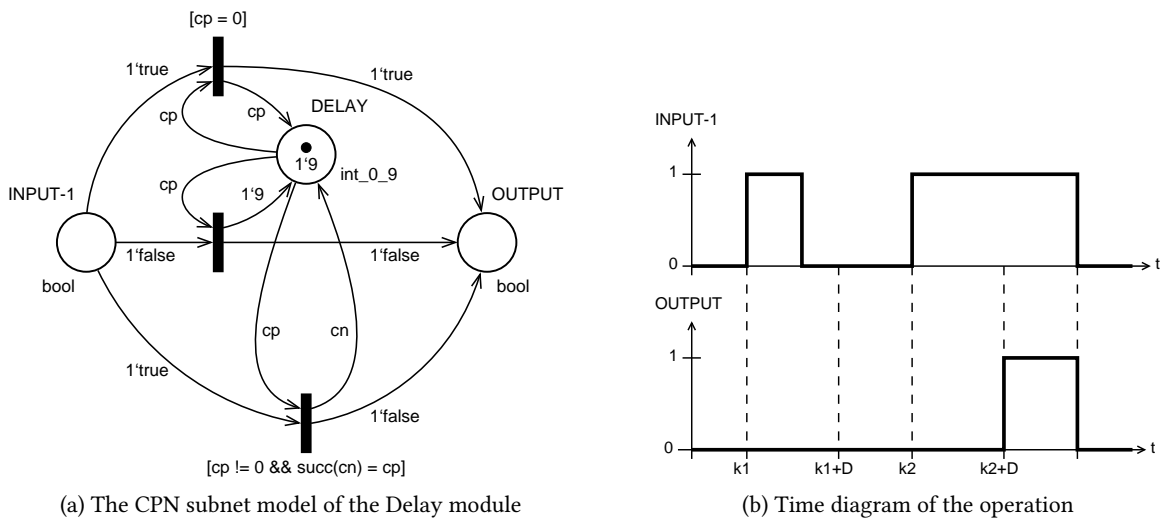 [cp = 0]
1‘true
1‘true
cp
cp
DELAY
1‘9
int_0_9
cp
1‘9
INPUT-1
OUTPUT
1‘false
1‘false
bool
bool
cp
cn
1‘true
1‘false
[cp != 0 && succ(cn) = cp]
(a) The CPN subnet model of the Delay module
INPUT-1
1
0
t
OUTPUT
1
0
t
k1
k1+D
k2
k2+D
(b) Time diagram of the operation